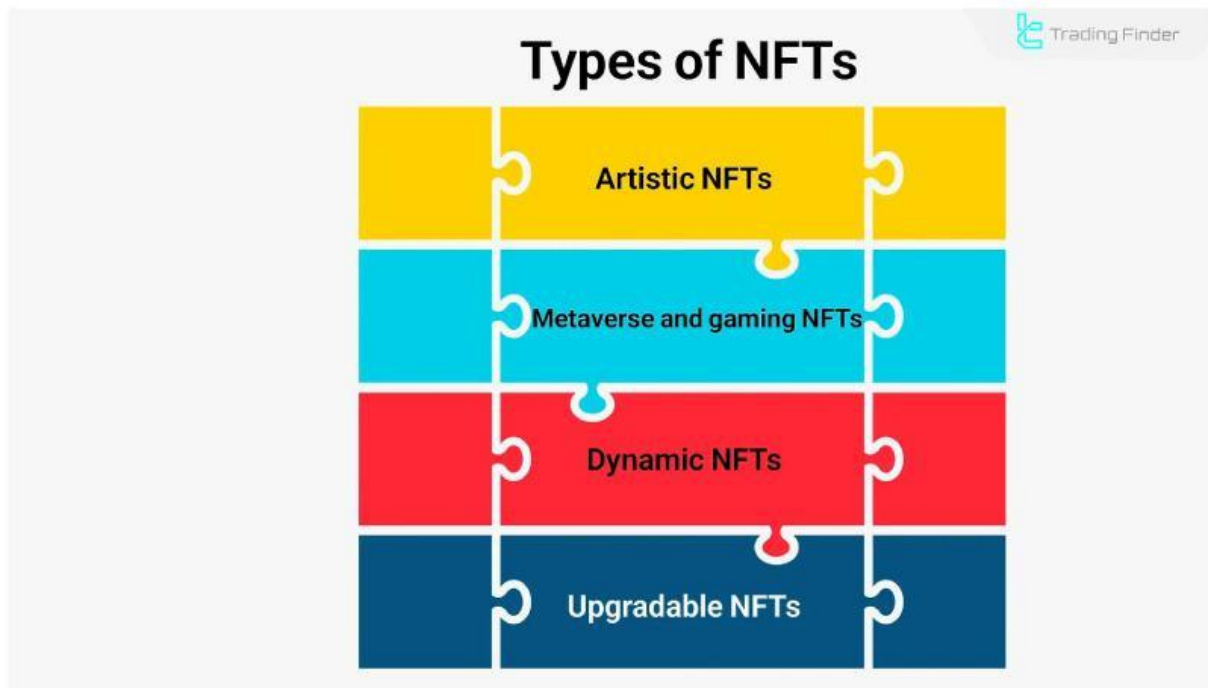 Trading Finder
Types of NFTs
Artistic NFTs
Metaverse and gaming NFTs
Dynamic NFTs
Upgradable NFTs